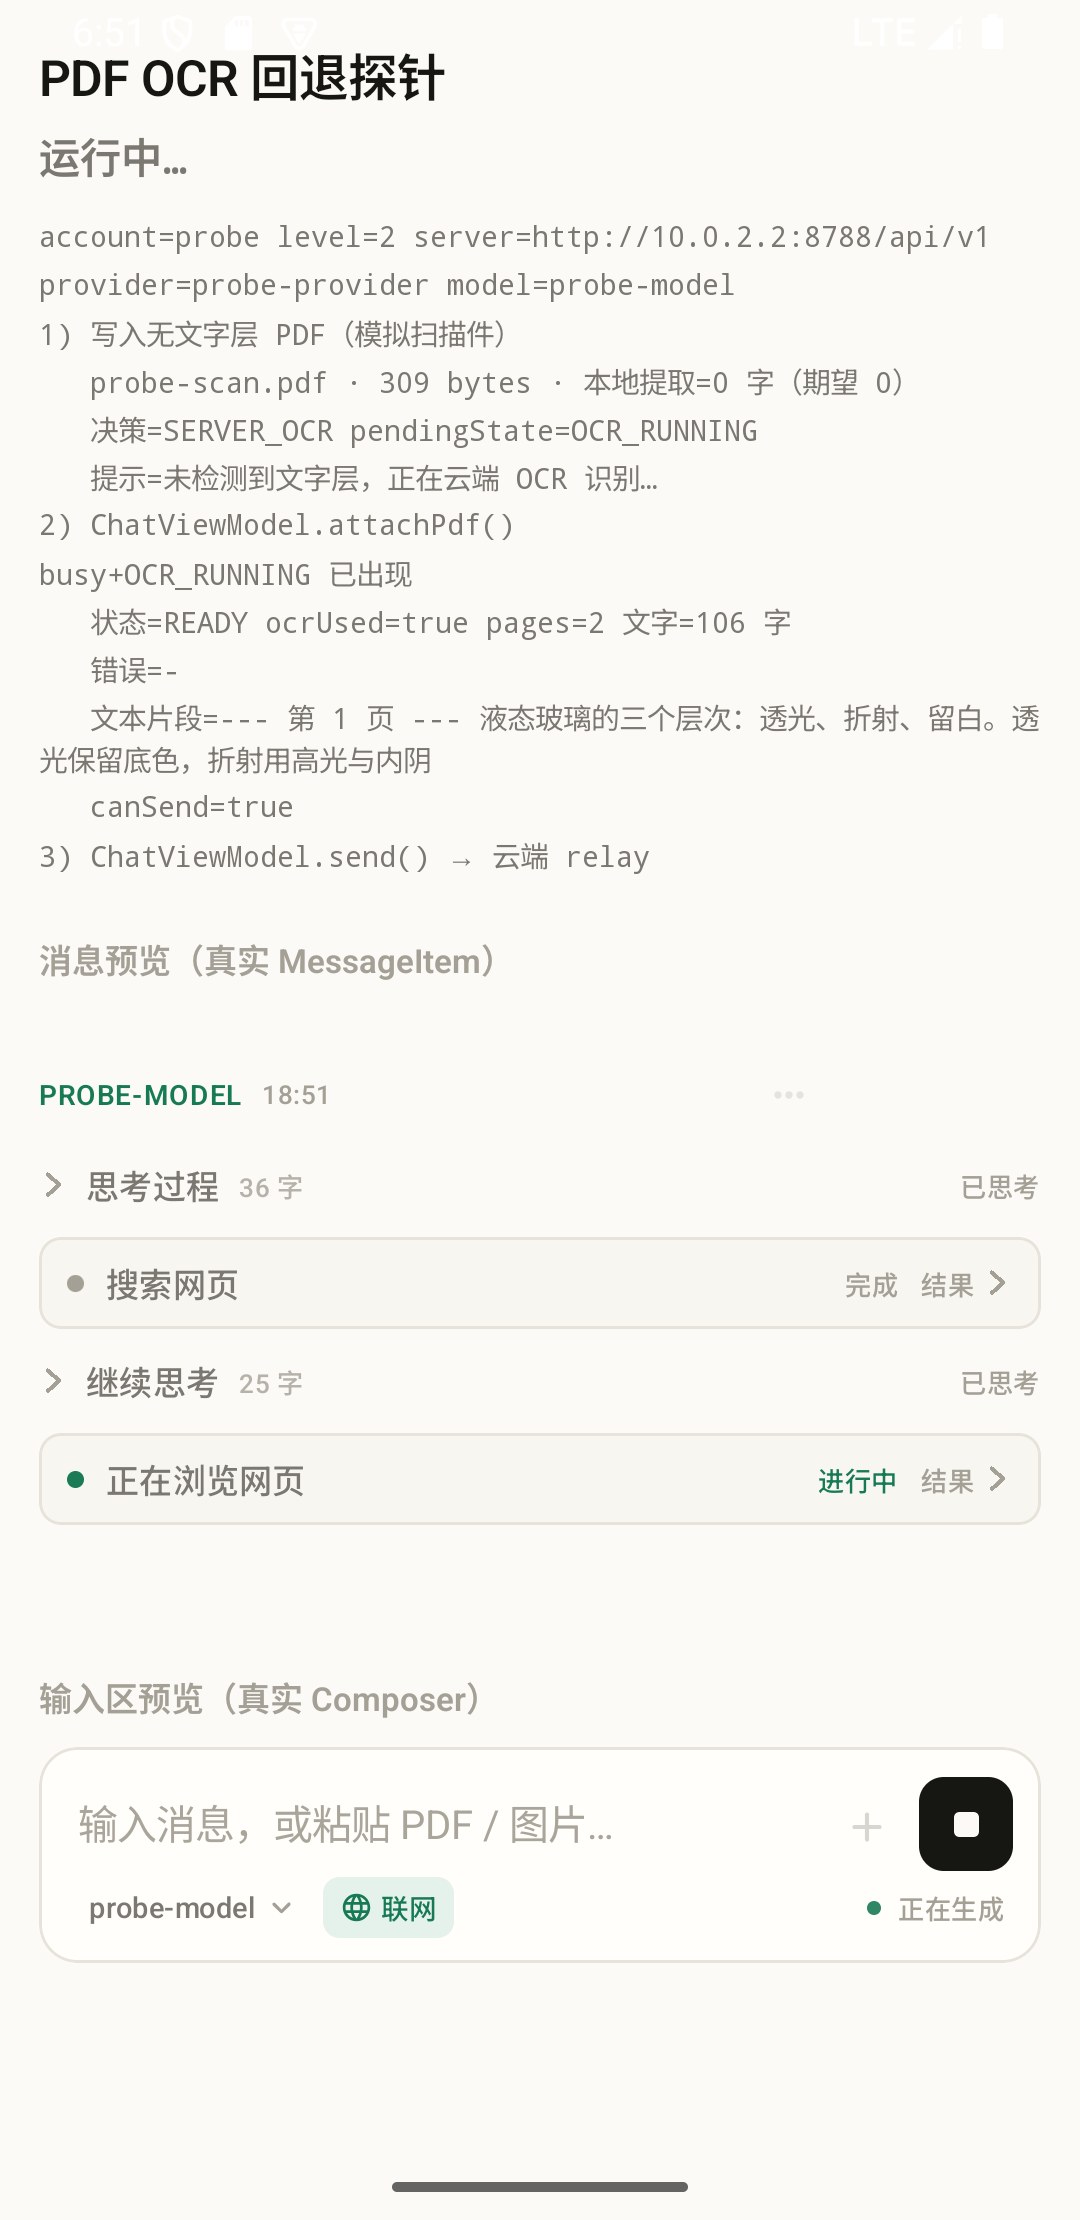 6:51 LTE
PDF OCR 回退探针
运行中…
account=probe level=2 server=http://10.0.2.2:8788/api/v1
provider=probe-provider model=probe-model
1) 写入无文字层 PDF（模拟扫描件）
probe-scan.pdf · 309 bytes · 本地提取=0 字（期望 0）
决策=SERVER_OCR pendingState=OCR_RUNNING
提示=未检测到文字层，正在云端 OCR 识别…
2) ChatViewModel.attachPdf()
busy+OCR_RUNNING 已出现
状态=READY ocrUsed=true pages=2 文字=106 字
错误=-
文本片段=--- 第 1 页 --- 液态玻璃的三个层次：透光、折射、留白。透
光保留底色，折射用高光与内阴
canSend=true
3) ChatViewModel.send() → 云端 relay
消息预览（真实 MessageItem）
PROBE-MODEL 18:51
思考过程 36 字 已思考
搜索网页 完成 结果
继续思考 25 字 已思考
正在浏览网页 进行中 结果
输入区预览（真实 Composer）
输入消息，或粘贴 PDF / 图片…
probe-model 联网 正在生成